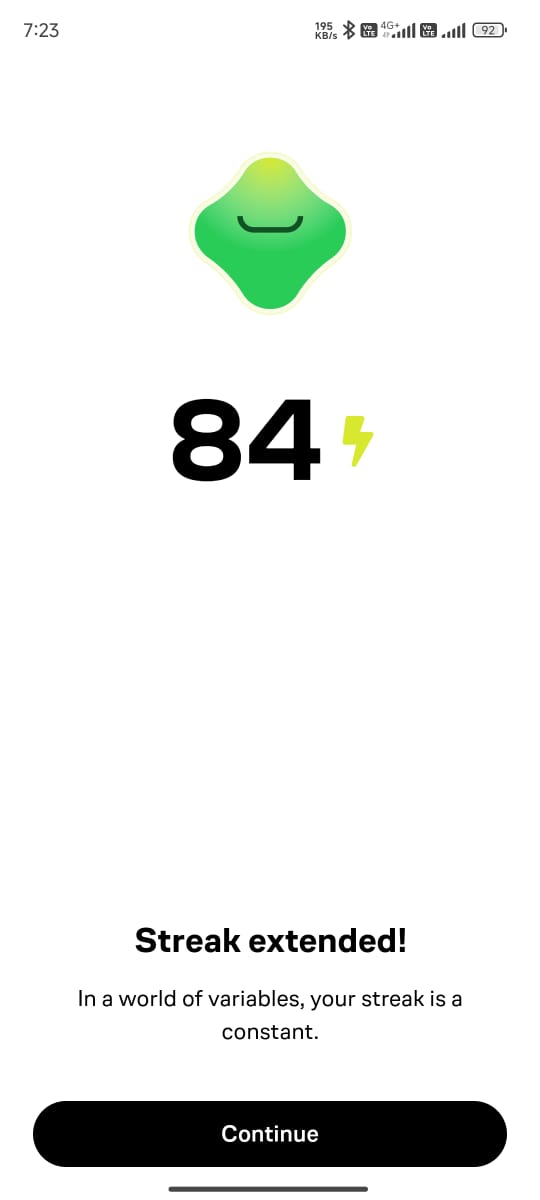 7:23
195
KB/s
Vo
LTE
4G+
Vo
LTE
92
84
Streak extended!
In a world of variables, your streak is a
constant.
Continue